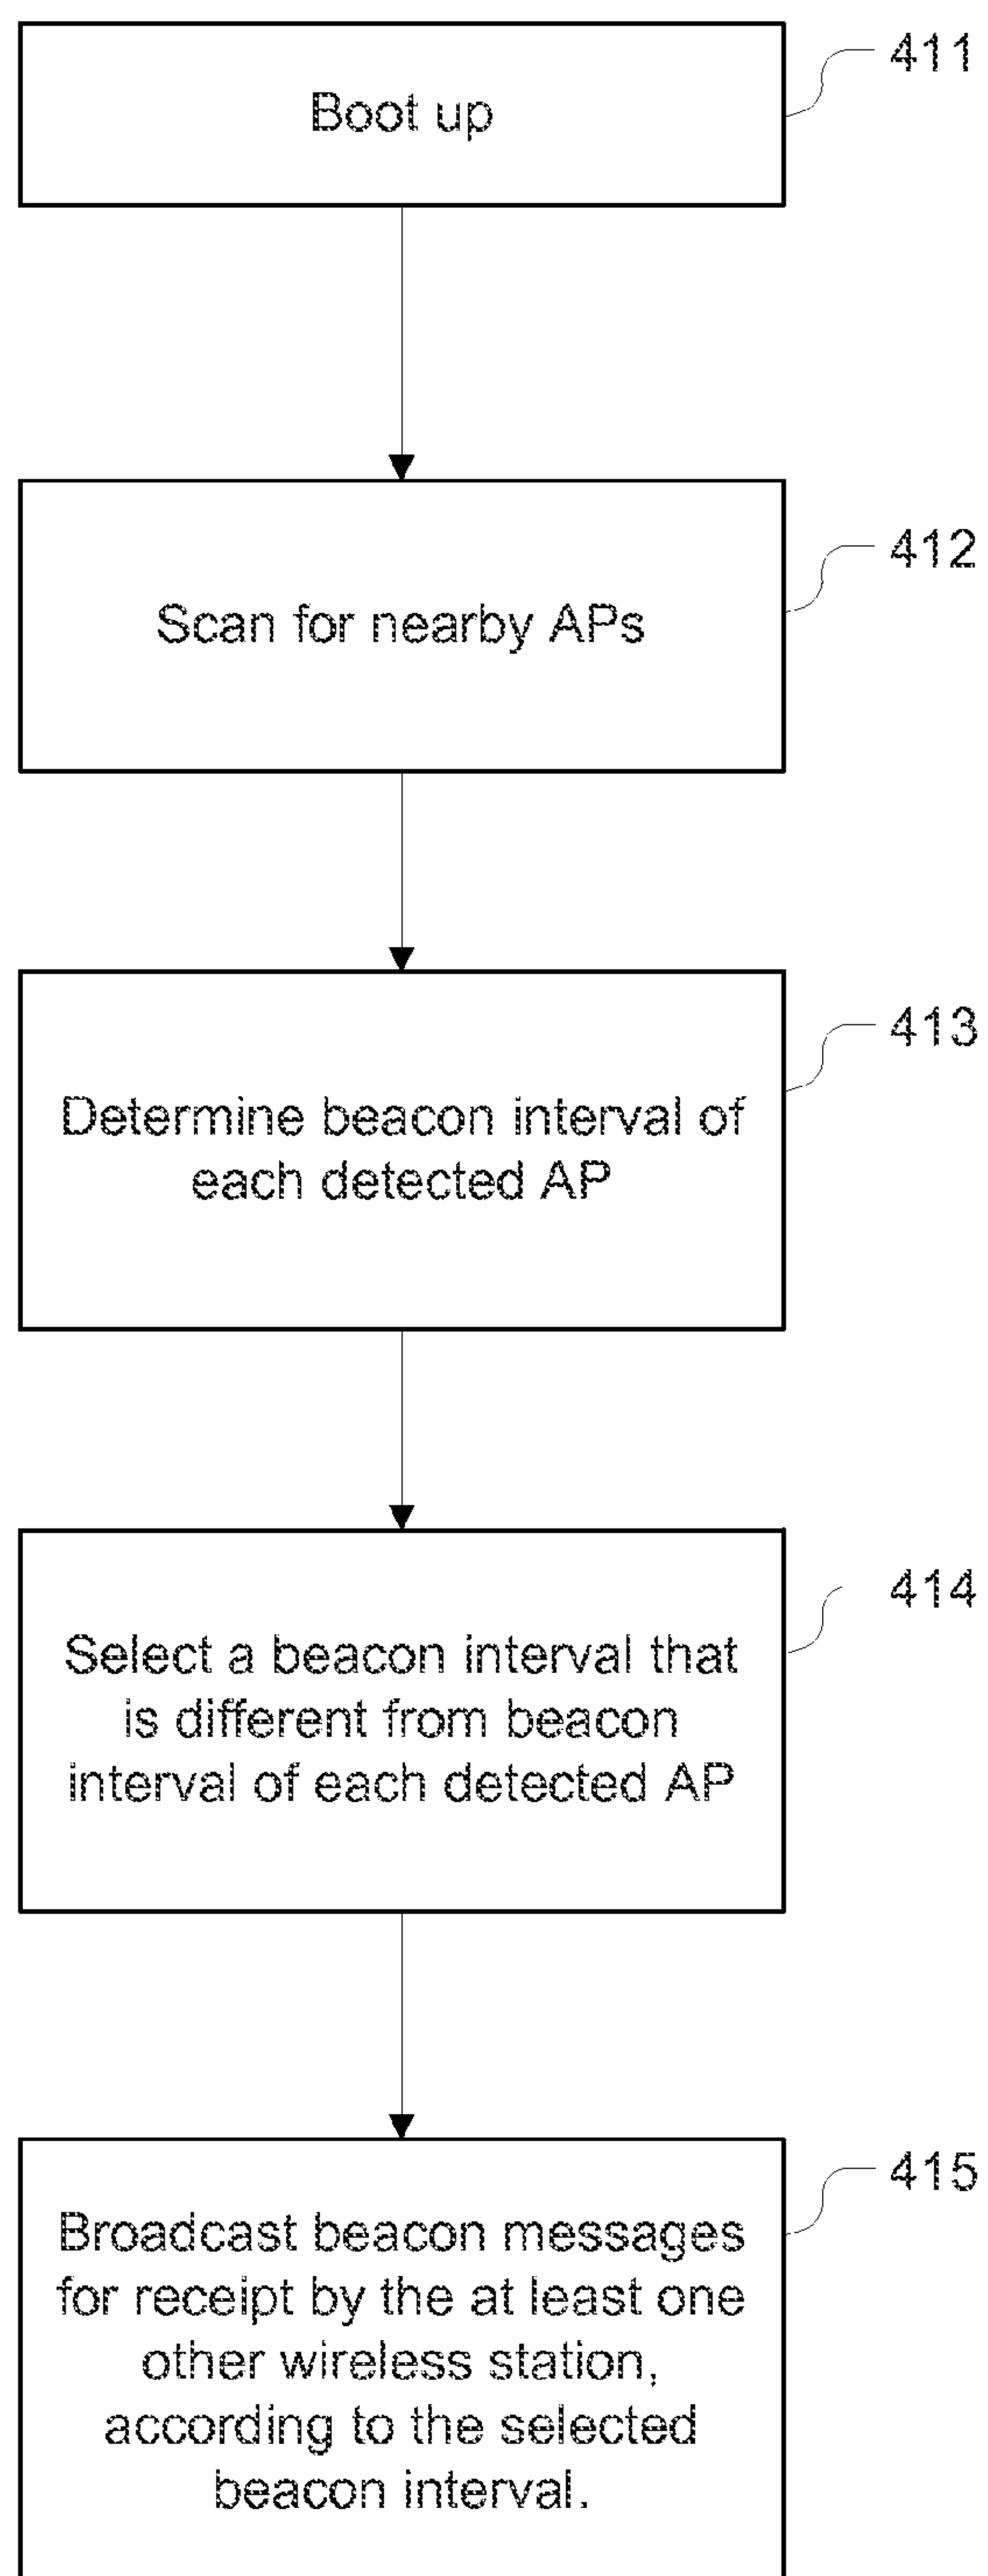 Boot up
411
Scan for nearby APs
412
Determine beacon interval of
each detected AP
413
Select a beacon interval that
is different from beacon
interval of each detected AP
414
Broadcast beacon messages
for receipt by the at least one
other wireless station,
according to the selected
beacon interval.
415